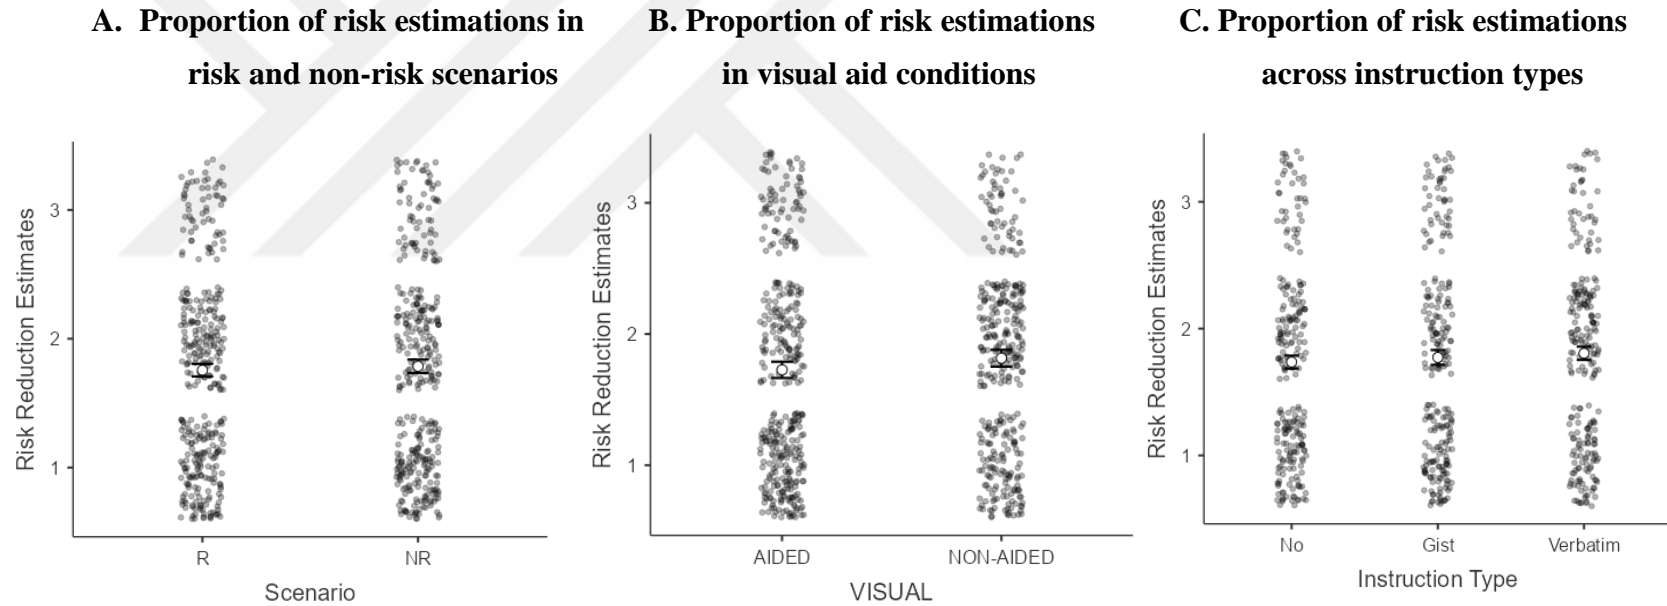 A. Proportion of risk estimations in
risk and non-risk scenarios
B. Proportion of risk estimations
in visual aid conditions
C. Proportion of risk estimations
across instruction types
Risk Reduction Estimates
3
2
1
R
NR
Scenario
Risk Reduction Estimates
3
2
1
AIDED
NON-AIDED
VISUAL
Risk Reduction Estimates
3
2
1
No
Gist
Verbatim
Instruction Type